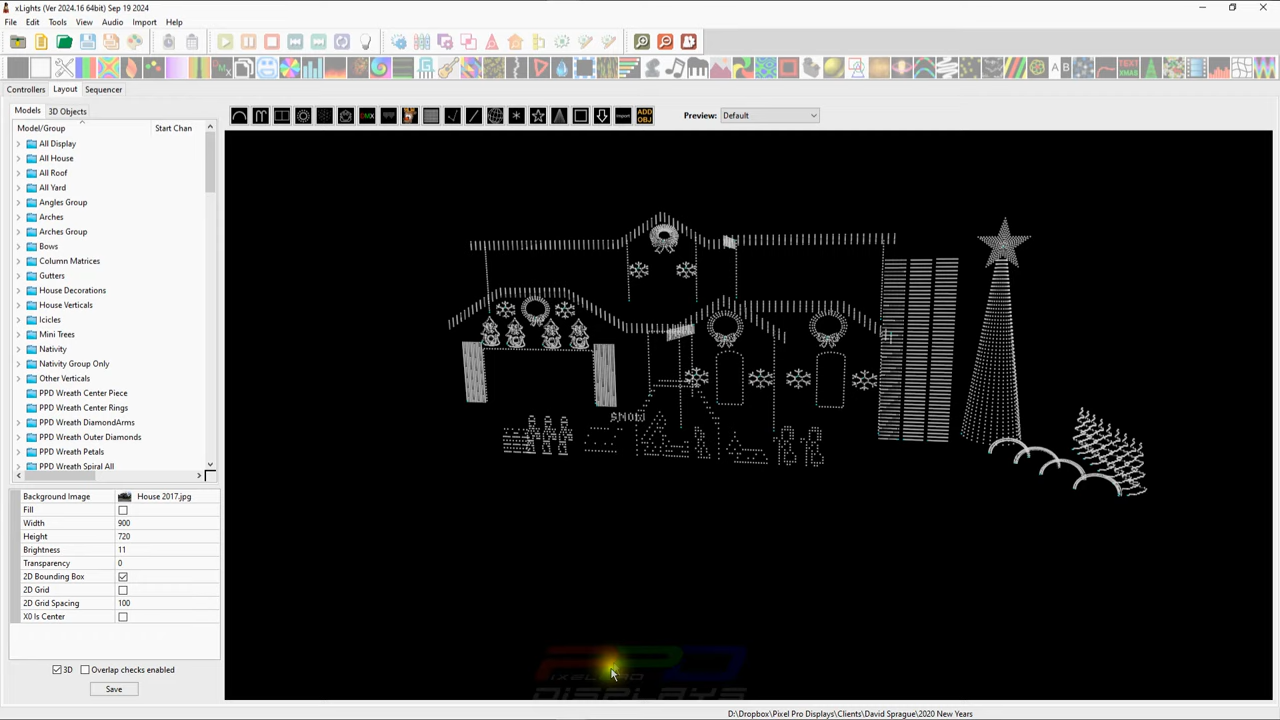 xLights (Ver 2024.16 64bit) Sep 19 2024
File Edit Tools View Audio Import Help
Controllers Layout Sequencer
Models 3D Objects
Preview: Default
Model/Group Start Chan
All Display
All House
All Roof
All Yard
Angles Group
Arches
Arches Group
Bows
Column Matrices
Gutters
House Decorations
House Verticals
Icicles
Mini Trees
Nativity
Nativity Group Only
Other Verticals
PPD Wreath Center Piece
PPD Wreath Center Rings
PPD Wreath DiamondArms
PPD Wreath Outer Diamonds
PPD Wreath Petals
PPD Wreath Spiral All
Background Image House 2017.jpg
Fill
Width 900
Height 720
Brightness 11
Transparency 0
2D Bounding Box
2D Grid
2D Grid Spacing 100
X0 Is Center
3D Overlap checks enabled
Save
SNOW
PPD
DISPLAYS
D:\Dropbox\Pixel Pro Displays\Clients\David Sprague\2020 New Years